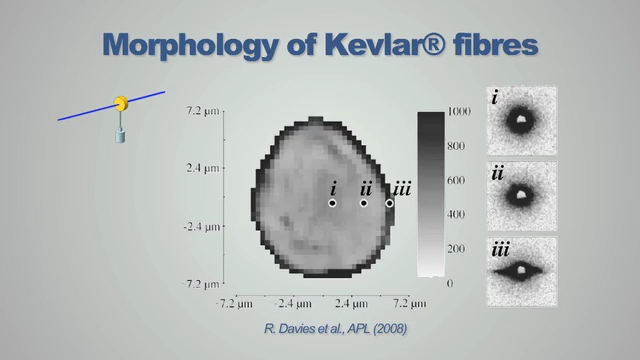 Morphology of Kevlar® fibres
7.2 µm
2.4 µm
-2.4 µm
-7.2 µm
-7.2 µm
-2.4 µm
2.4 µm
7.2 µm
i
ii
iii
1000
800
600
400
200
0
i
ii
iii
R. Davies et al., APL (2008)